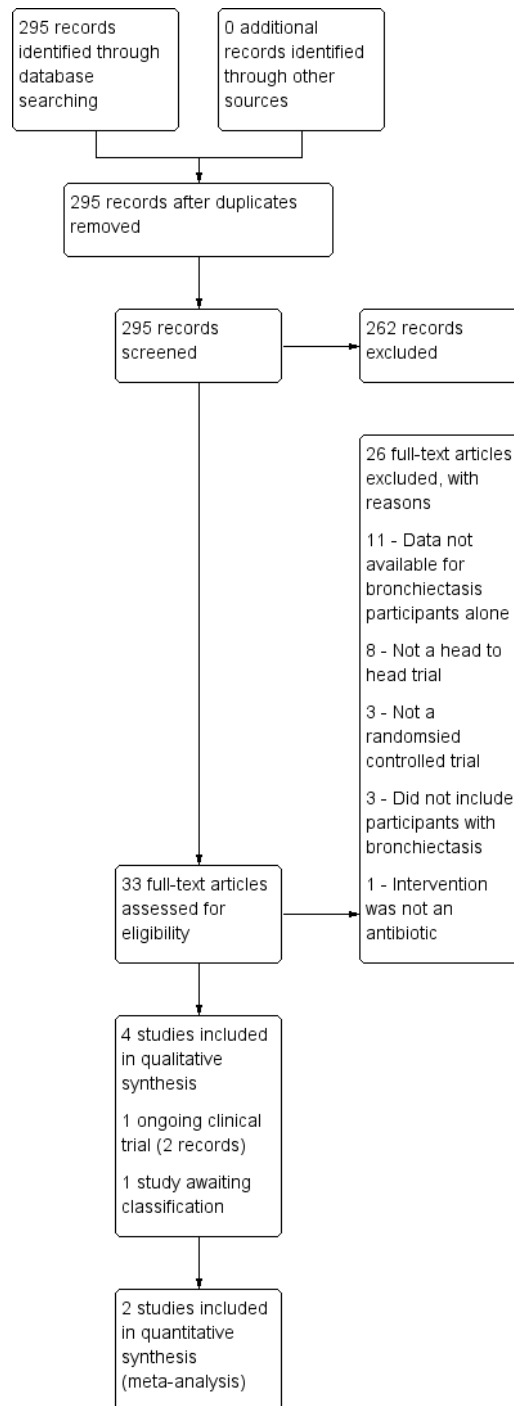 295 records
identified through
database
searching
0 additional
records identified
through other
sources
295 records after duplicates
removed
295 records
screened
262 records
excluded
26 full-text articles
excluded, with
reasons
11 - Data not
available for
bronchiectasis
participants alone
8 - Not a head to
head trial
3 - Not a
randomsied
controlled trial
3 - Did not include
participants with
bronchiectasis
1 - Intervention
was not an
antibiotic
33 full-text articles
assessed for
eligibility
4 studies included
in qualitative
synthesis
1 ongoing clinical
trial (2 records)
1 study awaiting
classification
2 studies included
in quantitative
synthesis
(meta-analysis)